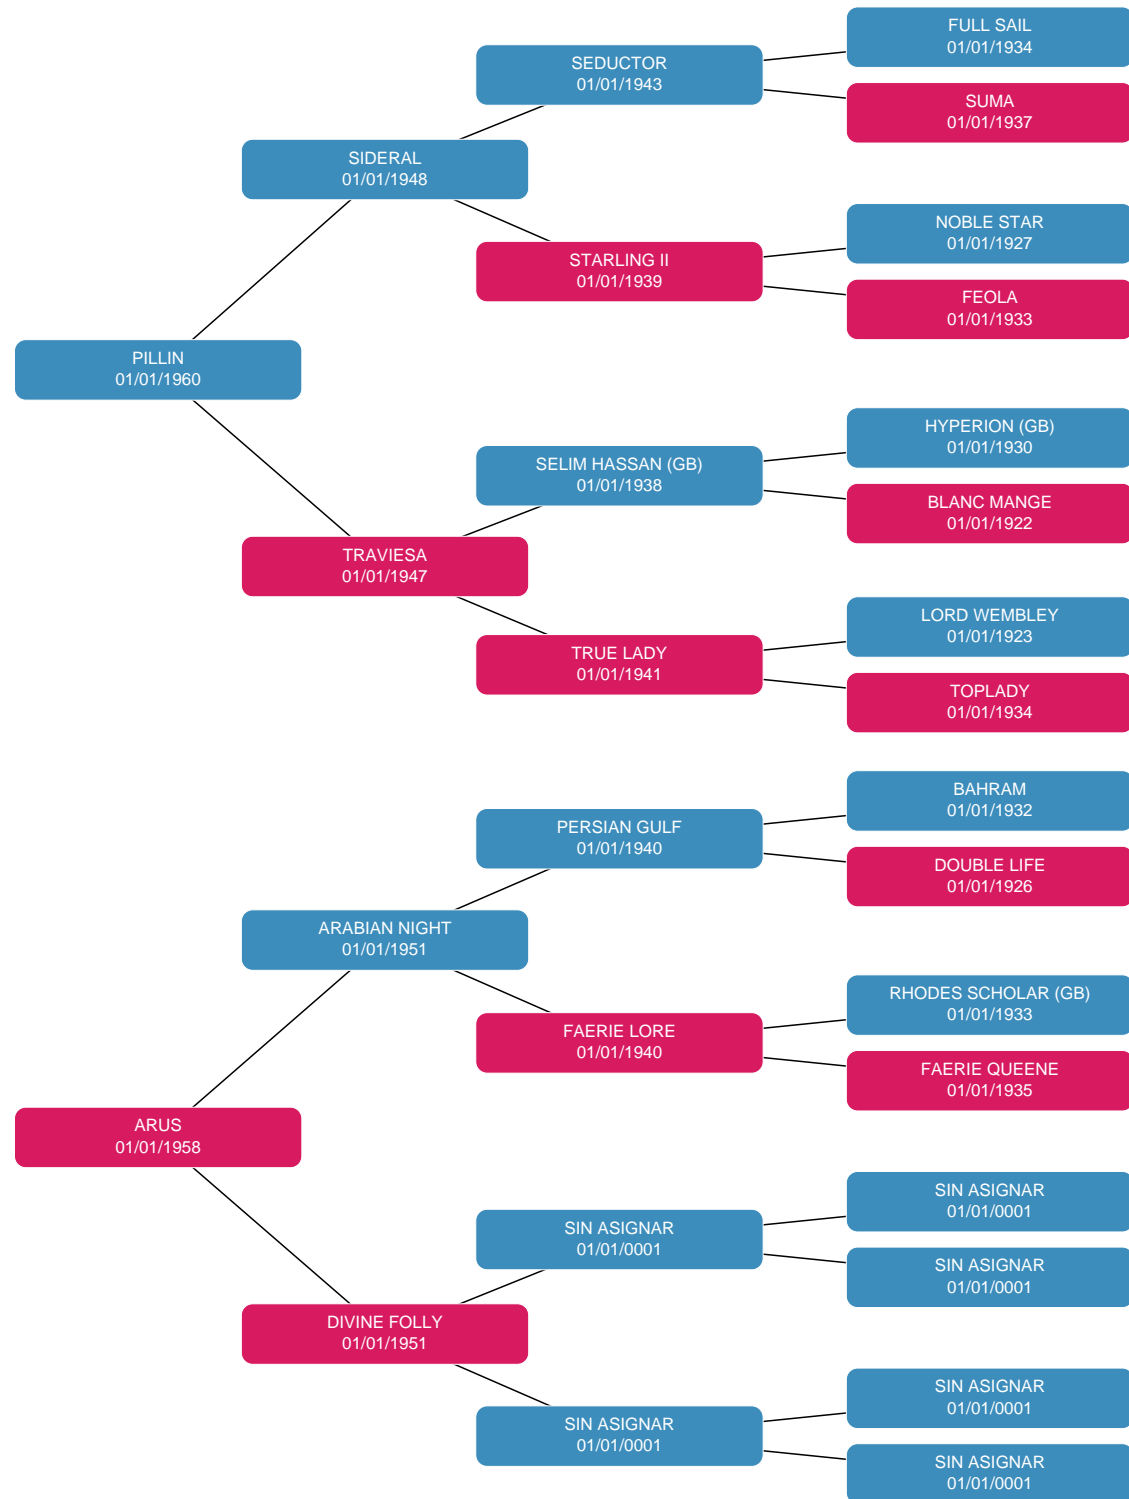 FULL SAIL
01/01/1934
SEDUCTOR
01/01/1943
SUMA
01/01/1937
SIDERAL
01/01/1948
NOBLE STAR
01/01/1927
STARLING II
01/01/1939
FEOLA
01/01/1933
PILLIN
01/01/1960
HYPERION (GB)
01/01/1930
SELIM HASSAN (GB)
01/01/1938
BLANC MANGE
01/01/1922
TRAVIESA
01/01/1947
LORD WEMBLEY
01/01/1923
TRUE LADY
01/01/1941
TOPLADY
01/01/1934
BAHRAM
01/01/1932
PERSIAN GULF
01/01/1940
DOUBLE LIFE
01/01/1926
ARABIAN NIGHT
01/01/1951
RHODES SCHOLAR (GB)
01/01/1933
FAERIE LORE
01/01/1940
FAERIE QUEENE
01/01/1935
ARUS
01/01/1958
SIN ASIGNAR
01/01/0001
SIN ASIGNAR
01/01/0001
SIN ASIGNAR
01/01/0001
DIVINE FOLLY
01/01/1951
SIN ASIGNAR
01/01/0001
SIN ASIGNAR
01/01/0001
SIN ASIGNAR
01/01/0001